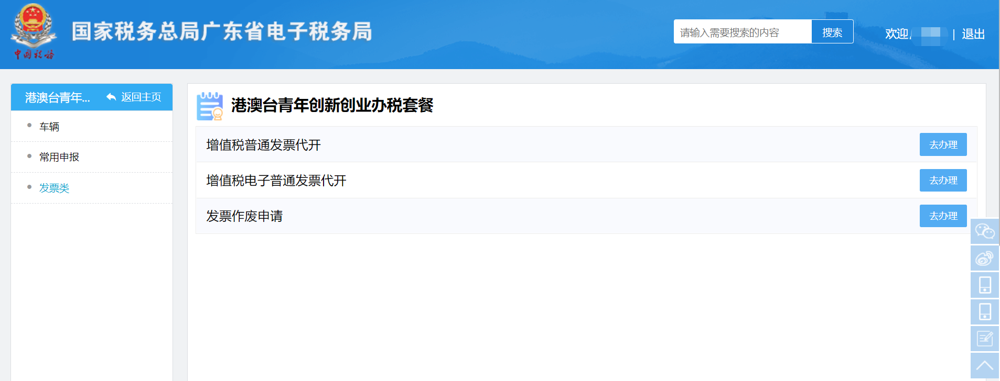 国家税务总局广东省电子税务局
中国税务
请输入需要搜索的内容 搜索
欢迎, | 退出
港澳台青年... 返回主页
车辆
常用申报
发票类
港澳台青年创新创业办税套餐
增值税普通发票代开 去办理
增值税电子普通发票代开 去办理
发票作废申请 去办理